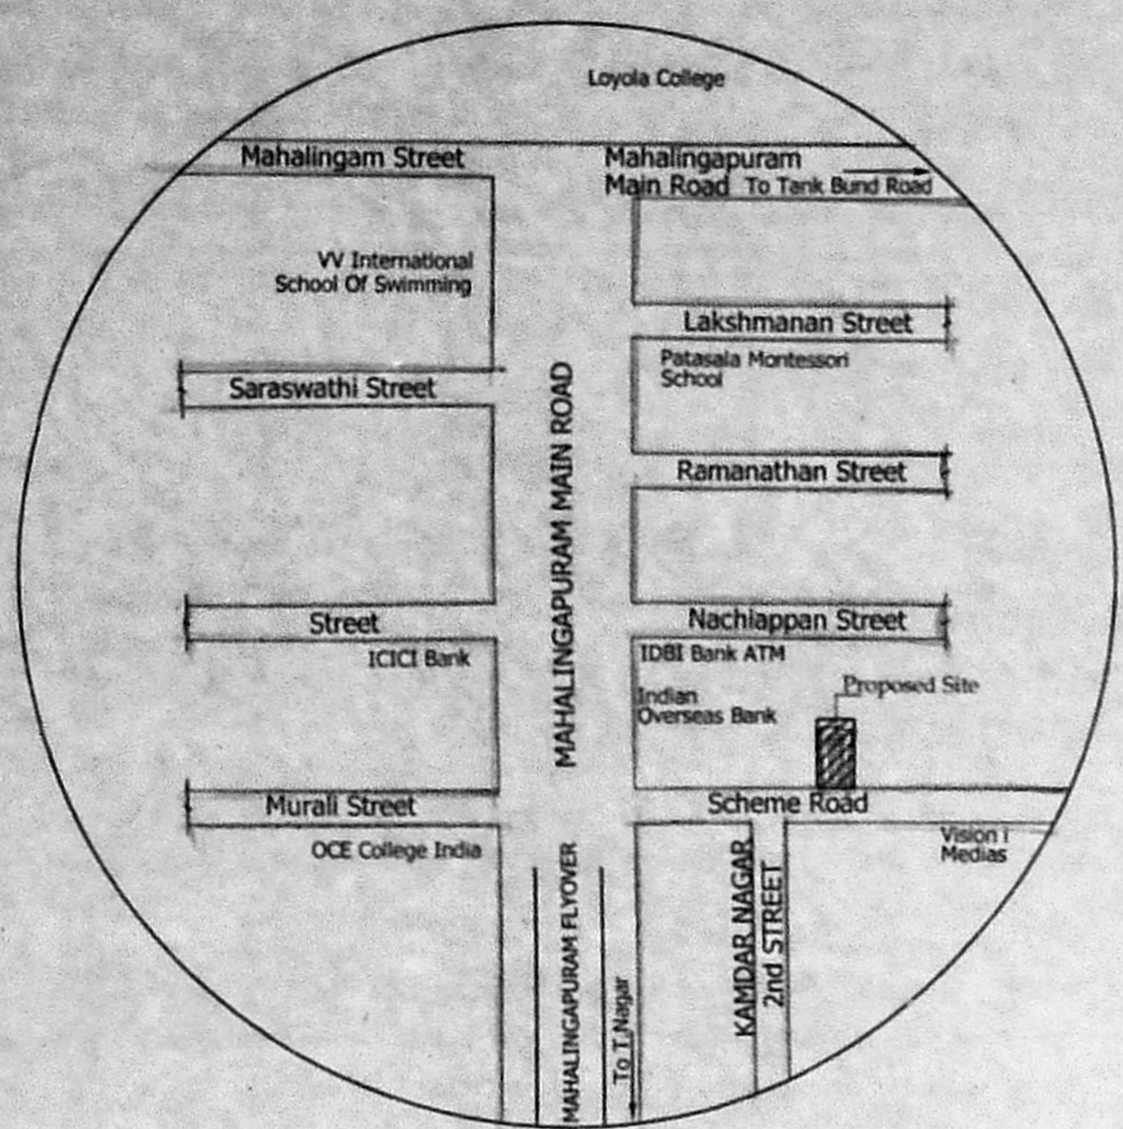 Loyola College
Mahalingam Street
Mahalingapuram
Main Road To Tank Bund Road
VV International
School Of Swimming
Lakshmanan Street
Patasala Montessori
School
Saraswathi Street
MAHALINGAPURAM MAIN ROAD
Ramanathan Street
Street
Nachiappan Street
ICICI Bank
IDBI Bank ATM
Indian
Overseas Bank
Proposed Site
Murali Street
Scheme Road
OCE College India
Vision i
Medias
MAHALINGAPURAM FLYOVER
To T.Nagar
KAMDAR NAGAR
2nd STREET